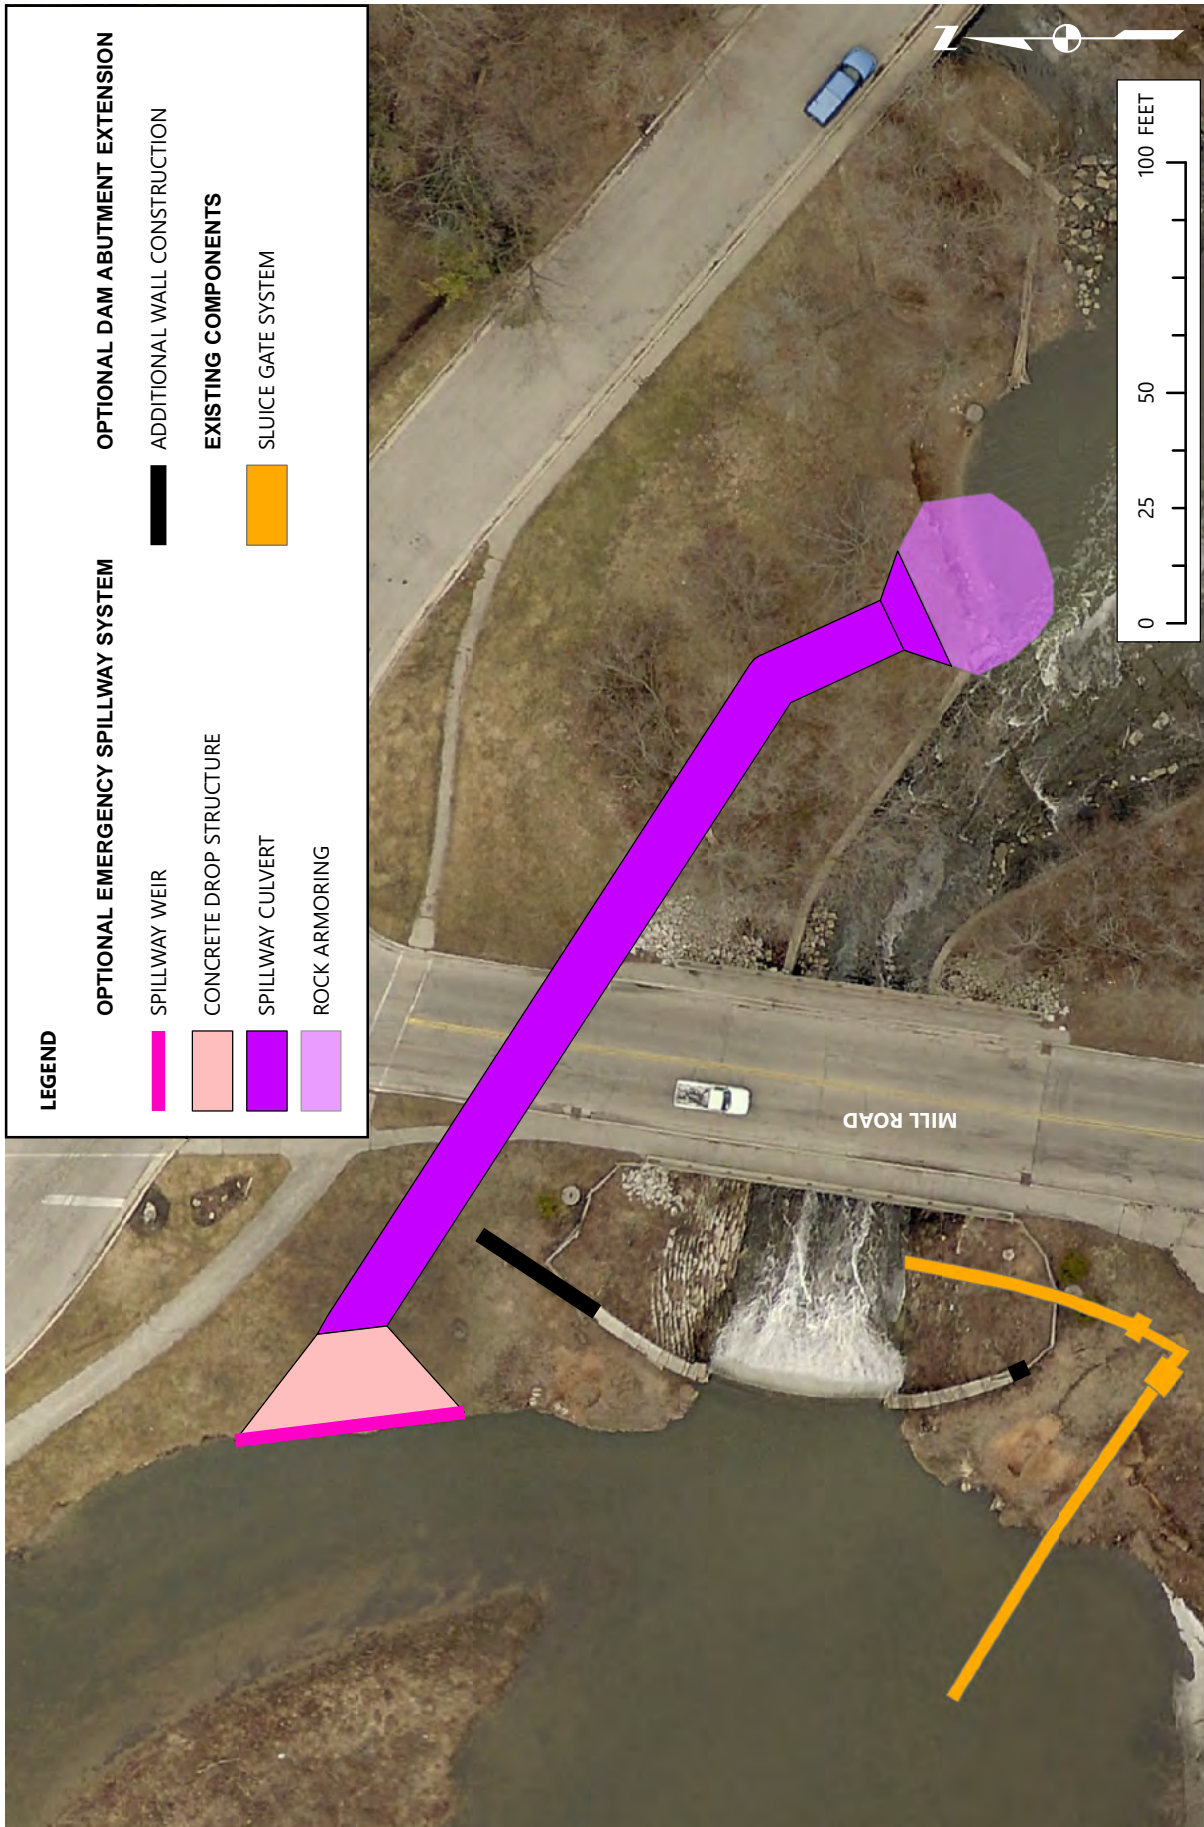 LEGEND
OPTIONAL EMERGENCY SPILLWAY SYSTEM
SPILLWAY WEIR
CONCRETE DROP STRUCTURE
SPILLWAY CULVERT
ROCK ARMORING
OPTIONAL DAM ABUTMENT EXTENSION
ADDITIONAL WALL CONSTRUCTION
EXISTING COMPONENTS
SLUICE GATE SYSTEM
MILL ROAD
N
0 25 50 100 FEET